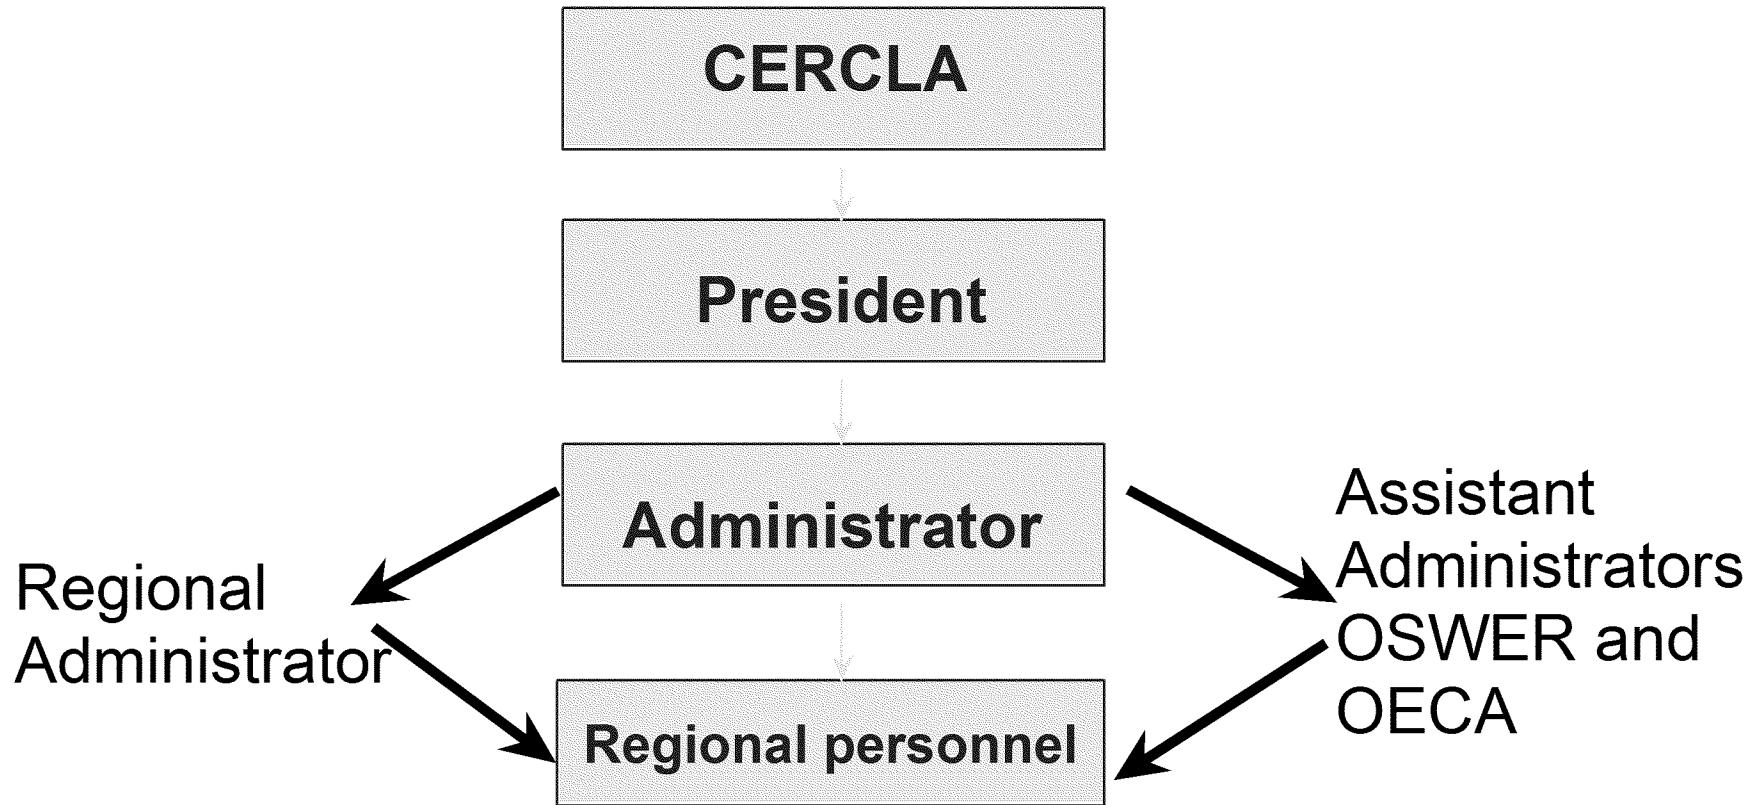 CERCLA
President
Administrator
Regional
Administrator
Assistant
Administrators
OSWER and
OECA
Regional personnel